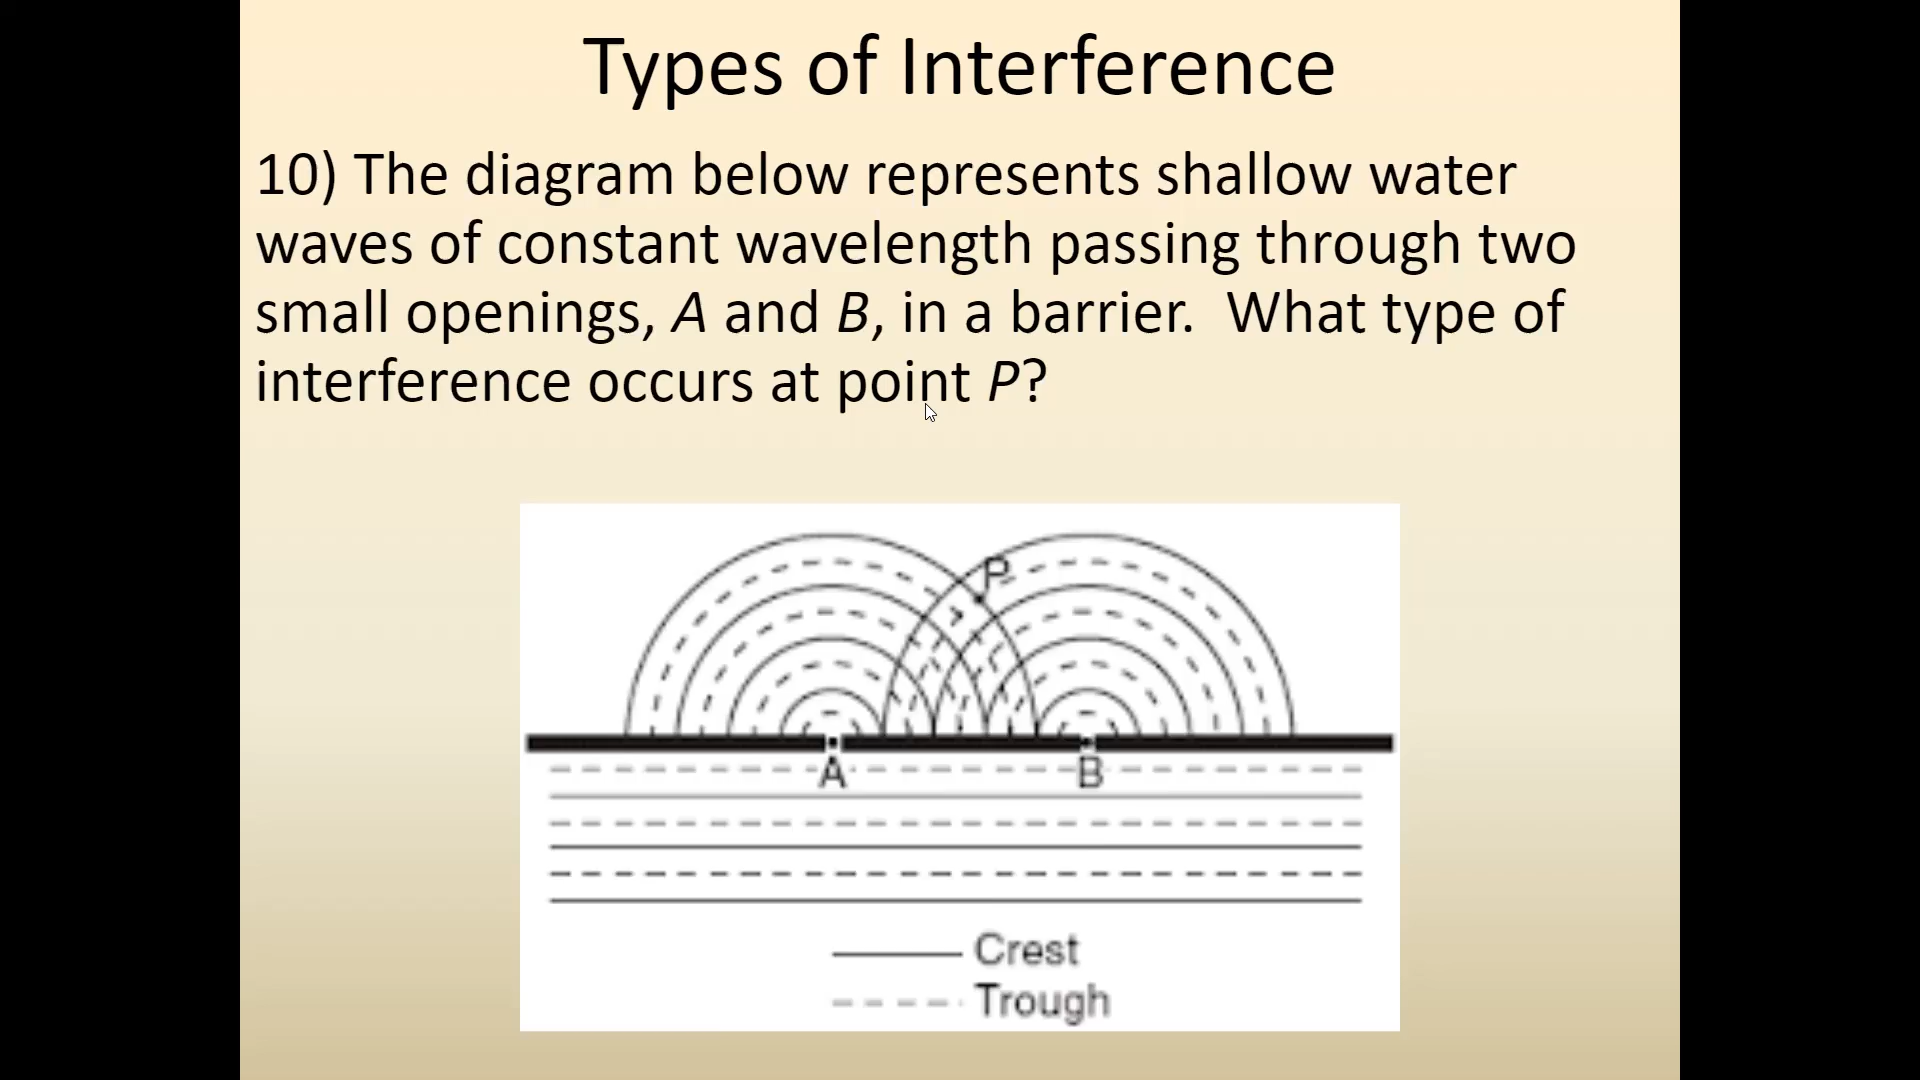 Types of Interference
10) The diagram below represents shallow water
waves of constant wavelength passing through two
small openings, A and B, in a barrier.  What type of
interference occurs at point P?
P
A
B
Crest
Trough